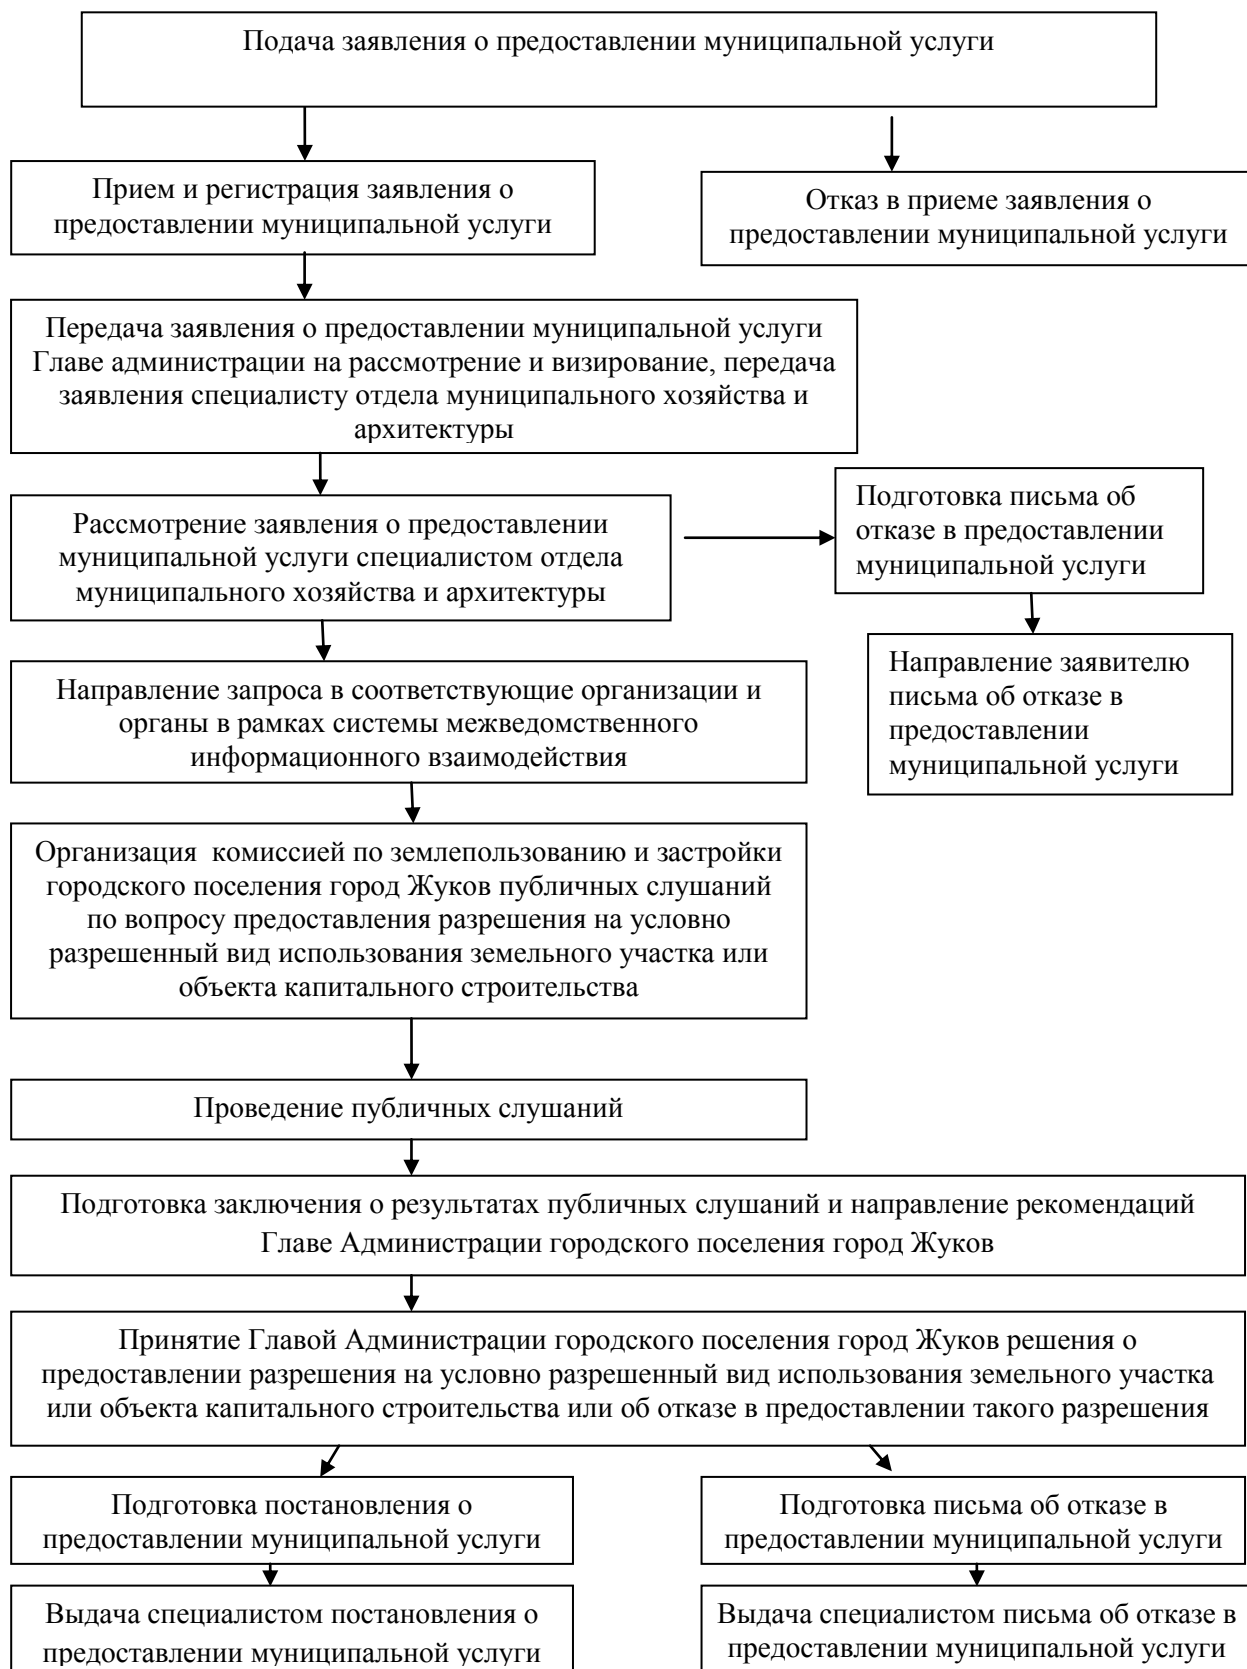 Подача заявления о предоставлении муниципальной услуги
Прием и регистрация заявления о
предоставлении муниципальной услуги
Отказ в приеме заявления о
предоставлении муниципальной услуги
Передача заявления о предоставлении муниципальной услуги
Главе администрации на рассмотрение и визирование, передача
заявления специалисту отдела муниципального хозяйства и
архитектуры
Рассмотрение заявления о предоставлении
муниципальной услуги специалистом отдела
муниципального хозяйства и архитектуры
Подготовка письма об
отказе в предоставлении
муниципальной услуги
Направление заявителю
письма об отказе в
предоставлении
муниципальной услуги
Направление запроса в соответствующие организации и
органы в рамках системы межведомственного
информационного взаимодействия
Организация  комиссией по землепользованию и застройки
городского поселения город Жуков публичных слушаний
по вопросу предоставления разрешения на условно
разрешенный вид использования земельного участка или
объекта капитального строительства
Проведение публичных слушаний
Подготовка заключения о результатах публичных слушаний и направление рекомендаций
Главе Администрации городского поселения город Жуков
Принятие Главой Администрации городского поселения город Жуков решения о
предоставлении разрешения на условно разрешенный вид использования земельного участка
или объекта капитального строительства или об отказе в предоставлении такого разрешения
Подготовка постановления о
предоставлении муниципальной услуги
Подготовка письма об отказе в
предоставлении муниципальной услуги
Выдача специалистом постановления о
предоставлении муниципальной услуги
Выдача специалистом письма об отказе в
предоставлении муниципальной услуги